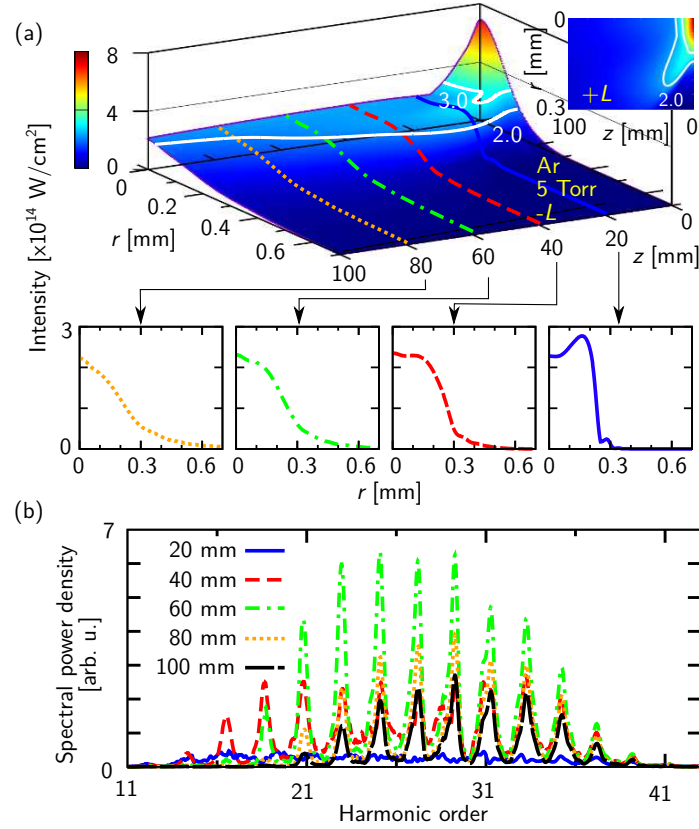 (a)
8
4
0
Intensity [x10¹⁴ W/cm²]
0
0.2
0.4
0.6
r [mm]
100
80
60
40
20
0
z [mm]
3.0
2.0
Ar
5 Torr
-L
0
r [mm]
0.3
+L
2.0
100
z [mm]
0
3
0
0
0.3
0.6
0
0.3
0.6
0
0.3
0.6
0
0.3
0.6
r [mm]
(b)
7
0
Spectral power density
[arb. u.]
20 mm
40 mm
60 mm
80 mm
100 mm
11
21
31
41
Harmonic order